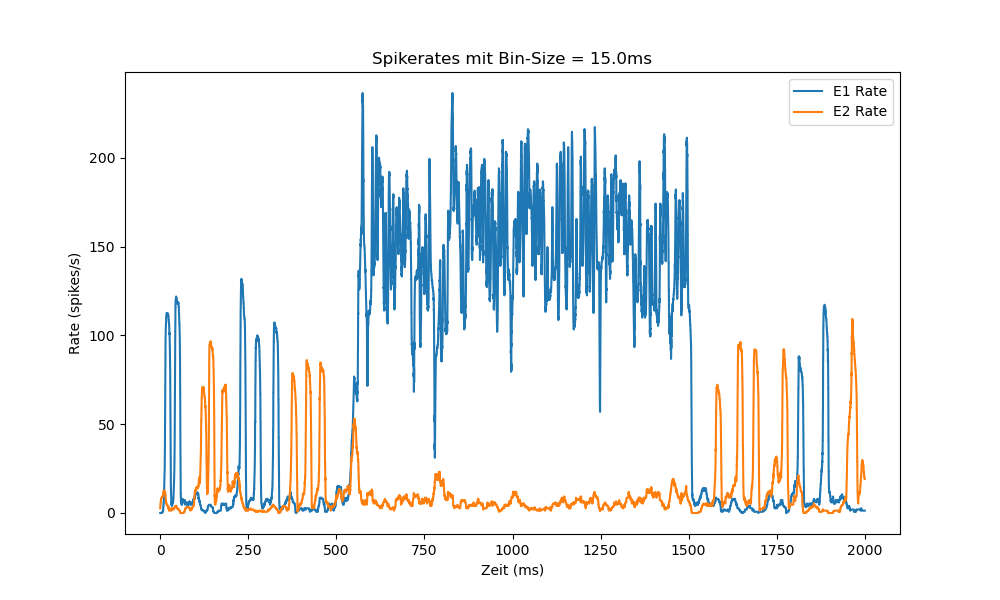 Spikerates mit Bin-Size = 15.0ms
E1 Rate
E2 Rate
Rate (spikes/s)
200
150
100
50
0
0 250 500 750 1000 1250 1500 1750 2000
Zeit (ms)